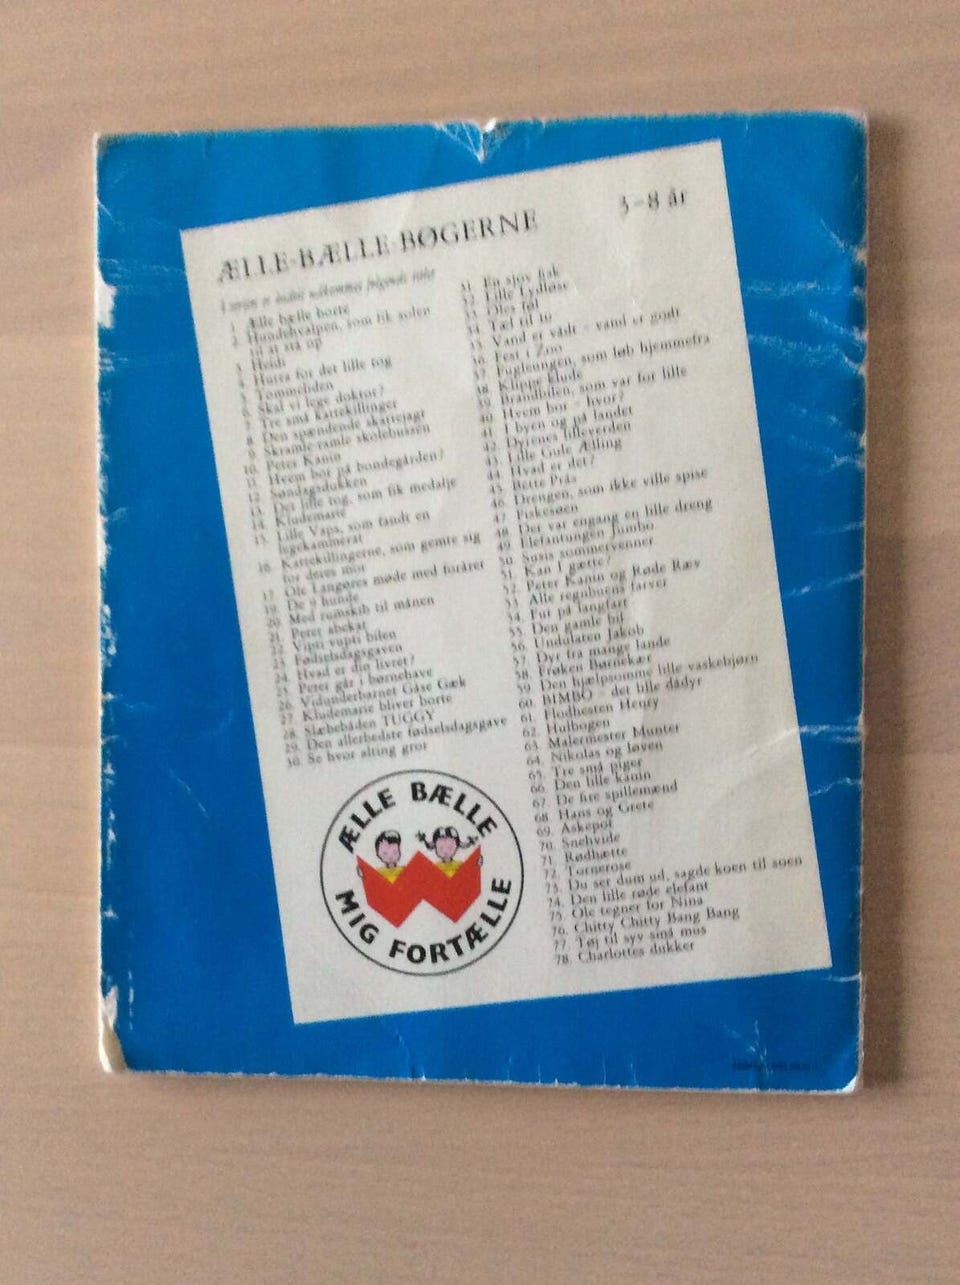 ÆLLE-BÆLLE-BØGERNE
3-8 år
I serien er
1. Ælle bælle borte
2. Hundehvalpen, som fik solen
til at stå op
3. Heidi
4. Hurra for det lille tog
5. Tommeliden
6. Skal vi lege doktor?
7. Tre små kattekillinger
8. Den spændende skattejagt
9. Skramle-ramle skolebussen
10. Peter Kanin
11. Hvem bor på bondegården?
12. Søndagsdukken
13. Det lille tog, som fik medalje
14. Kludemarie
15. Lille Vaps, som fandt en
legekammerat
16. Kattekillingerne, som gemte sig
for deres mor
17. Ole Langøres møde med foråret
19. De 9 hunde
20. Med rumskib til månen
21. Peter abekat
22. Vipti-vupti bilen
23. Fødselsdagsgaven
24. Hvad er din livret?
25. Peter går i børnehave
26. Vidunderbarnet Gåse Gæk
27. Kludemarie bliver borte
28. Slæbebåden TUGGY
29. Den allerbedste fødselsdagsgave
30. Se hvor alting gror
31. En sjov fisk
32. Lille Lydløse
33. Oles føl
34. Tæl til 10
35. Vand er vådt - vand er godt
36. Fest i Zoo
37. Fugleungen, som løb hjemmefra
38. Klippe klude
39. Brandbilen, som var for lille
40. Hvem bor - hvor?
41. I byen og på landet
42. Dyrenes lilleverden
43. Lille Gule Ælling
44. Hvad er det?
45. Bette Prås
46. Drengen, som ikke ville spise
47. Fiskesøen
48. Der var engang en lille dreng
49. Elefantungen Jumbo
50. Susis sommervenner
51. Kan I gætte?
52. Peter Kanin og Røde Ræv
53. Alle regnbuens farver
54. Fut på langfart
55. Den gamle bil
56. Undulaten Jakob
57. Dyr fra mange lande
58. Frøken Børnekær
59. Den hjælpsomme lille vaskebjørn
60. BIMBO - det lille dådyr
61. Flodhesten Henry
62. Hulbogen
63. Malermester Munter
64. Nikolas og løven
65. Tre små piger
66. Den lille kanin
67. De fire spillemænd
68. Hans og Grete
69. Askepot
70. Snehvide
71. Rødhætte
72. Tornerose
73. Du ser dum ud, sagde koen til soen
74. Den lille røde elefant
75. Ole tegner for Nina
76. Chitty Chitty Bang Bang
77. Tøj til syv små mus
78. Charlottes dukker
ÆLLE BÆLLE
MIG FORTÆLLE